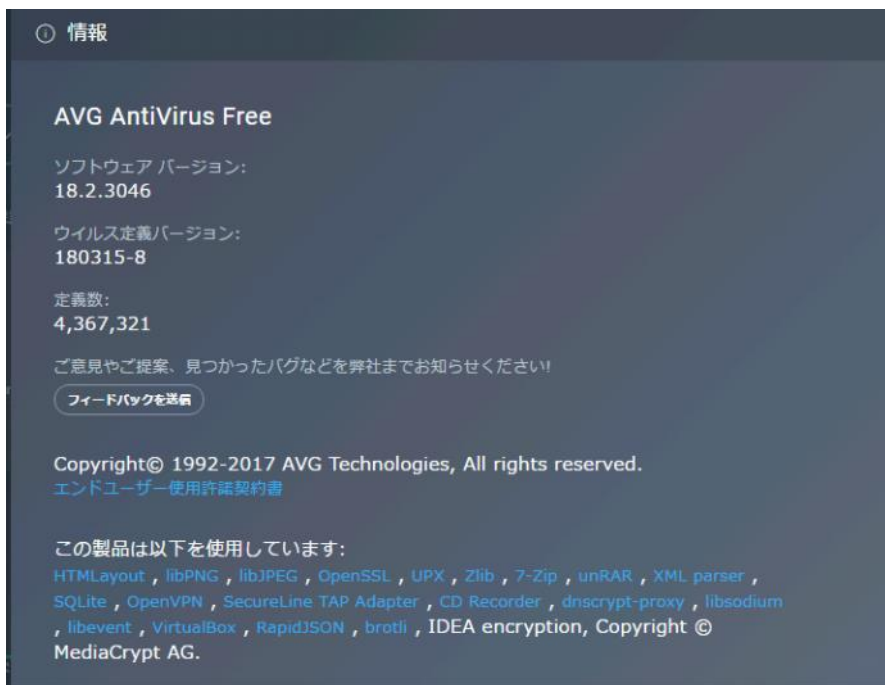 情報
AVG AntiVirus Free
ソフトウェア バージョン:
18.2.3046
ウイルス定義バージョン:
180315-8
定義数:
4,367,321
ご意見やご提案、見つかったバグなどを弊社までお知らせください!
フィードバックを送信
Copyright© 1992-2017 AVG Technologies, All rights reserved.
エンドユーザー使用許諾契約書
この製品は以下を使用しています:
HTMLayout , libPNG , libJPEG , OpenSSL , UPX , Zlib , 7-Zip , unRAR , XML parser ,
SQLite , OpenVPN , SecureLine TAP Adapter , CD Recorder , dnscrypt-proxy , libsodium
, libevent , VirtualBox , RapidJSON , brotli , IDEA encryption, Copyright ©
MediaCrypt AG.